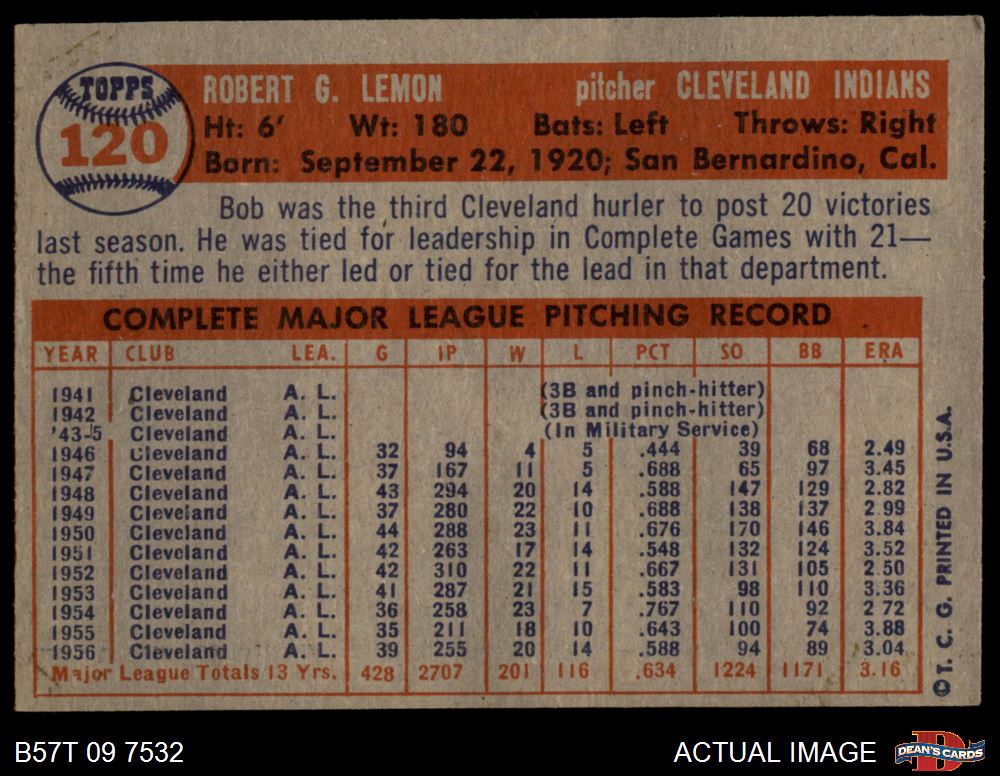 TOPPS
120
ROBERT G. LEMON pitcher CLEVELAND INDIANS
Ht: 6' Wt: 180 Bats: Left Throws: Right
Born: September 22, 1920; San Bernardino, Cal.
Bob was the third Cleveland hurler to post 20 victories
last season. He was tied for leadership in Complete Games with 21—
the fifth time he either led or tied for the lead in that department.
COMPLETE MAJOR LEAGUE PITCHING RECORD
YEAR CLUB LEA. G IP W L PCT SO BB ERA
1941 Cleveland A. L. (3B and pinch-hitter)
1942 Cleveland A. L. (3B and pinch-hitter)
'43-5 Cleveland A. L. (In Military Service)
1946 Cleveland A. L. 32 94 4 5 .444 39 68 2.49
1947 Cleveland A. L. 37 167 11 5 .688 65 97 3.45
1948 Cleveland A. L. 43 294 20 14 .588 147 129 2.82
1949 Cleveland A. L. 37 280 22 10 .688 138 137 2.99
1950 Cleveland A. L. 44 288 23 11 .676 170 146 3.84
1951 Cleveland A. L. 42 263 17 14 .548 132 124 3.52
1952 Cleveland A. L. 42 310 22 11 .667 131 105 2.50
1953 Cleveland A. L. 41 287 21 15 .583 98 110 3.36
1954 Cleveland A. L. 36 258 23 7 .767 110 92 2 72
1955 Cleveland A. L. 35 211 18 10 .643 100 74 3.88
1956 Cleveland A. L. 39 255 20 14 .588 94 89 3.04
Major League Totals 13 Yrs. 428 2707 201 116 .634 1224 1171 3.16
©T. C. G. PRINTED IN U.S.A.
B57T 09 7532 ACTUAL IMAGE
D
DEAN'S CARDS